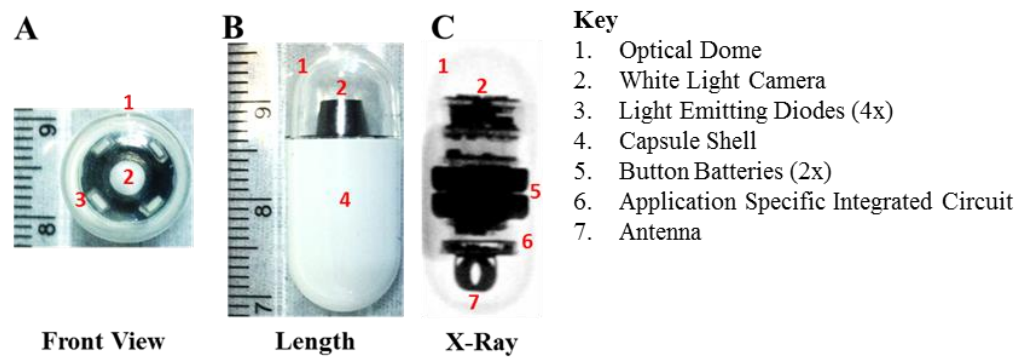 A
B
C
1
2
3
9
8
Front View
1
2
4
9
8
7
Length
1
2
5
6
7
X-Ray
Key
1. Optical Dome
2. White Light Camera
3. Light Emitting Diodes (4x)
4. Capsule Shell
5. Button Batteries (2x)
6. Application Specific Integrated Circuit
7. Antenna